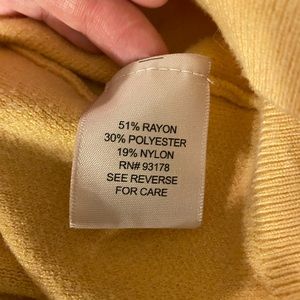 51% RAYON
30% POLYESTER
19% NYLON
RN# 93178
SEE REVERSE
FOR CARE